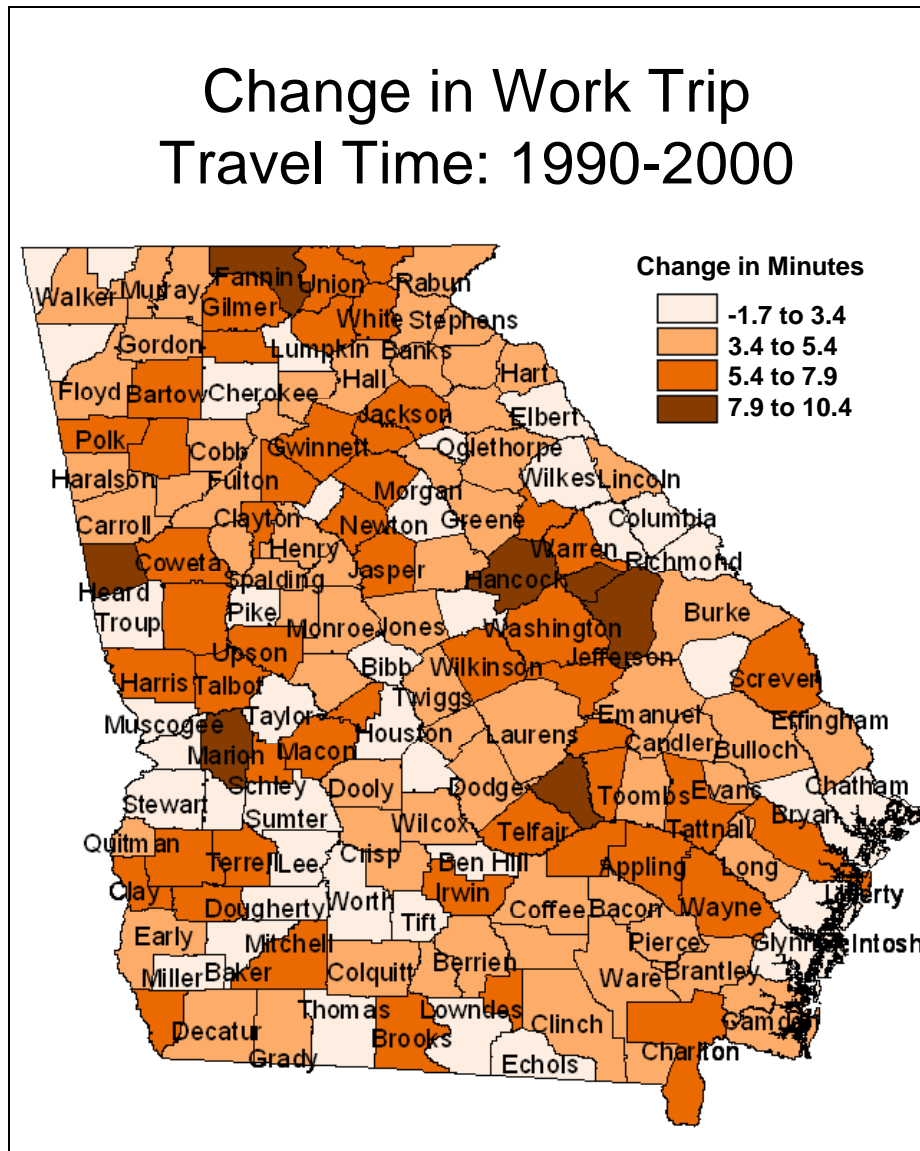 Change in Work Trip
Travel Time: 1990-2000
Change in Minutes
-1.7 to 3.4
3.4 to 5.4
5.4 to 7.9
7.9 to 10.4
Fannin
Union
Rabun
Walker
Murray
Gilmer
White
Stephens
Gordon
Lumpkin
Banks
Hall
Hart
Floyd
Bartow
Cherokee
Elbert
Jackson
Polk
Cobb
Gwinnett
Oglethorpe
Haralson
Fulton
Morgan
Wilkes
Lincoln
Carroll
Clayton
Newton
Greene
Columbia
Henry
Warren
Richmond
Coweta
Heard
Spalding
Jasper
Hancock
Troup
Pike
Monroe
Jones
Washington
Burke
Upson
Bibb
Wilkinson
Jefferson
Screven
Harris
Talbot
Twiggs
Muscogee
Taylor
Houston
Laurens
Emanuel
Effingham
Marion
Macon
Candler
Bulloch
Stewart
Schley
Dooly
Dodge
Toombs
Evans
Chatham
Sumter
Wilcox
Telfair
Tattnall
Bryan
Quitman
Terrell
Lee
Crisp
Ben Hill
Appling
Long
Clay
Dougherty
Worth
Irwin
Liberty
Tift
Coffee
Bacon
Wayne
Early
Mitchell
Pierce
Glynn
McIntosh
Miller
Baker
Colquitt
Berrien
Ware
Brantley
Thomas
Lowndes
Decatur
Brooks
Clinch
Camden
Grady
Echols
Charlton